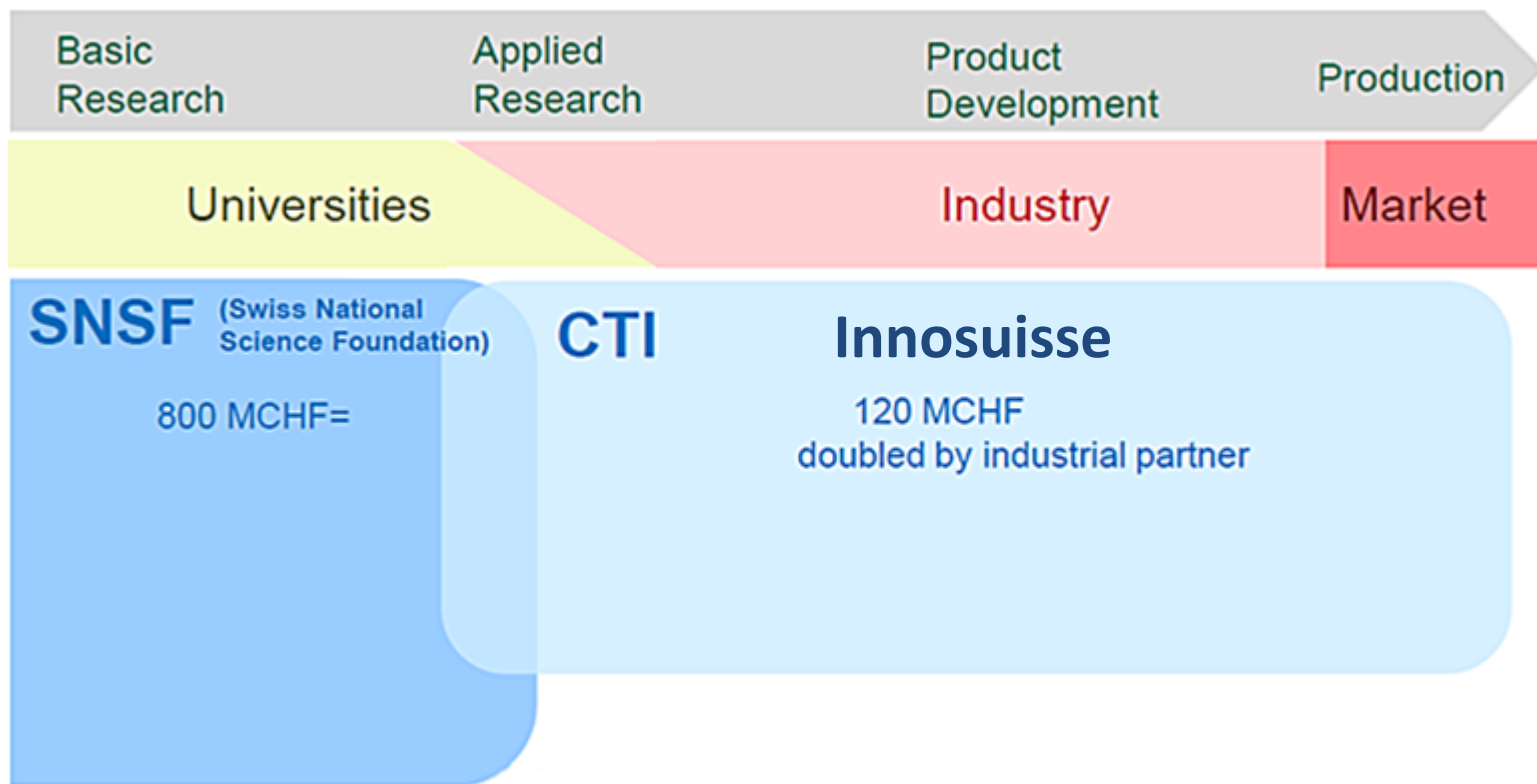 Basic
Research
Applied
Research
Product
Development
Production
Universities
Industry
Market
SNSF
(Swiss National
Science Foundation)
800 MCHF=
CTI
Innosuisse
120 MCHF
doubled by industrial partner